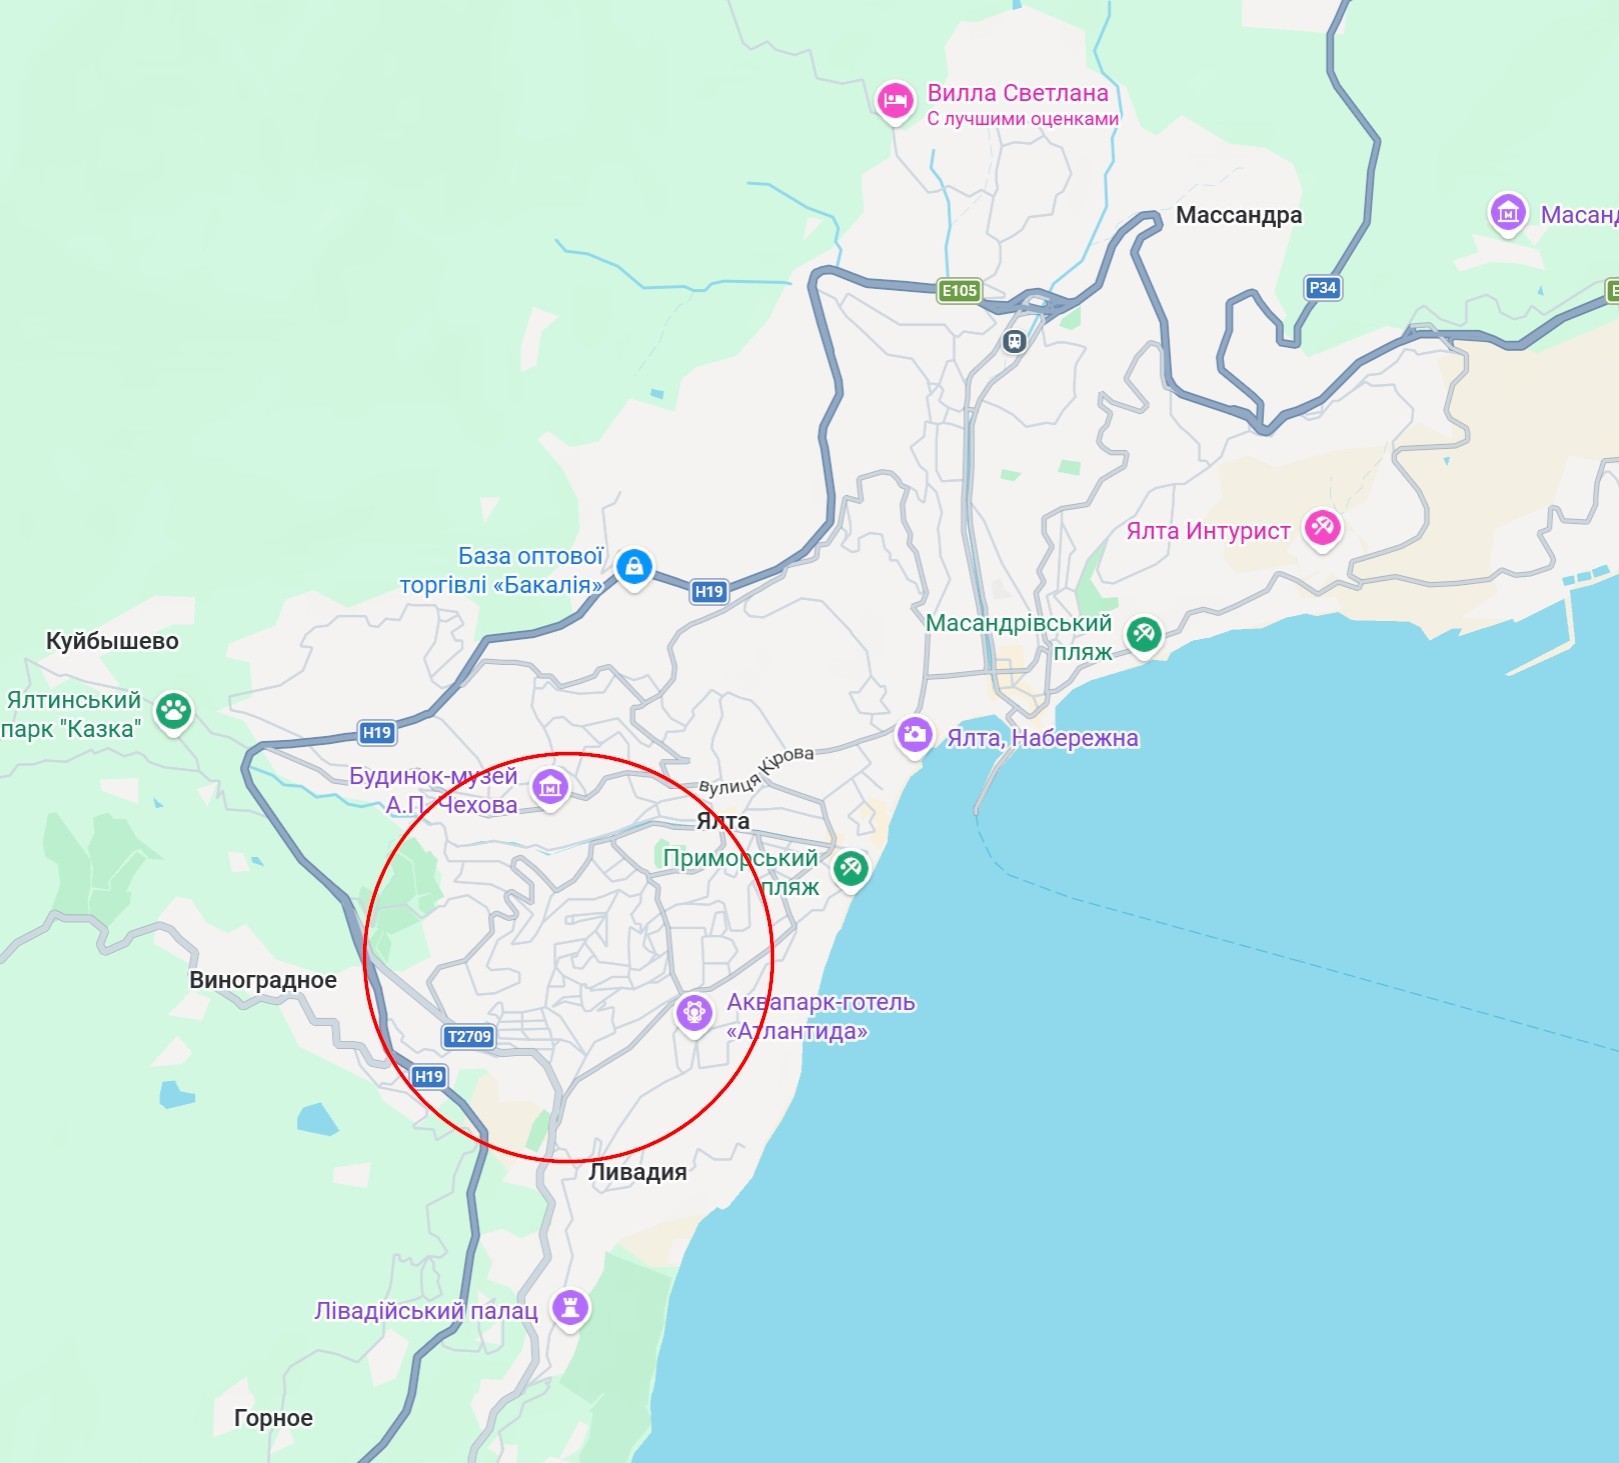 Вилла Светлана
С лучшими оценками
Массандра
Масанд
E105
P34
E
База оптової
торгівлі «Бакалія»
H19
Ялта Интурист
Масандрівський
пляж
Куйбышево
Ялтинський
парк "Казка"
H19
Ялта, Набережна
вулиця Кірова
Будинок-музей
А.П. Чехова
Ялта
Приморський
пляж
Виноградное
Аквапарк-готель
«Атлантида»
T2709
H19
Ливадия
Лівадійський палац
Горное